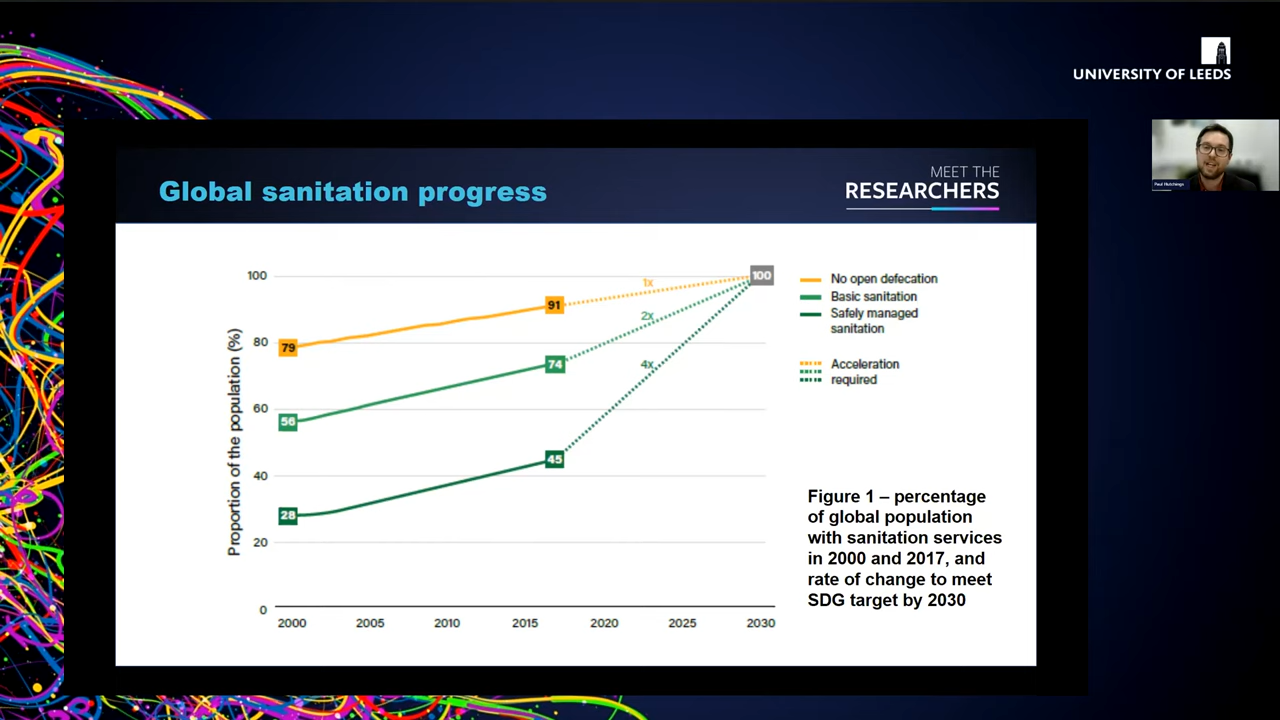 UNIVERSITY OF LEEDS
Global sanitation progress
MEET THE
RESEARCHERS
Paul Hutchings
Proportion of the population (%)
100
80
60
40
20
0
2000
2005
2010
2015
2020
2025
2030
79
91
56
74
28
45
100
1x
2x
4x
No open defecation
Basic sanitation
Safely managed
sanitation
Acceleration
required
Figure 1 – percentage
of global population
with sanitation services
in 2000 and 2017, and
rate of change to meet
SDG target by 2030